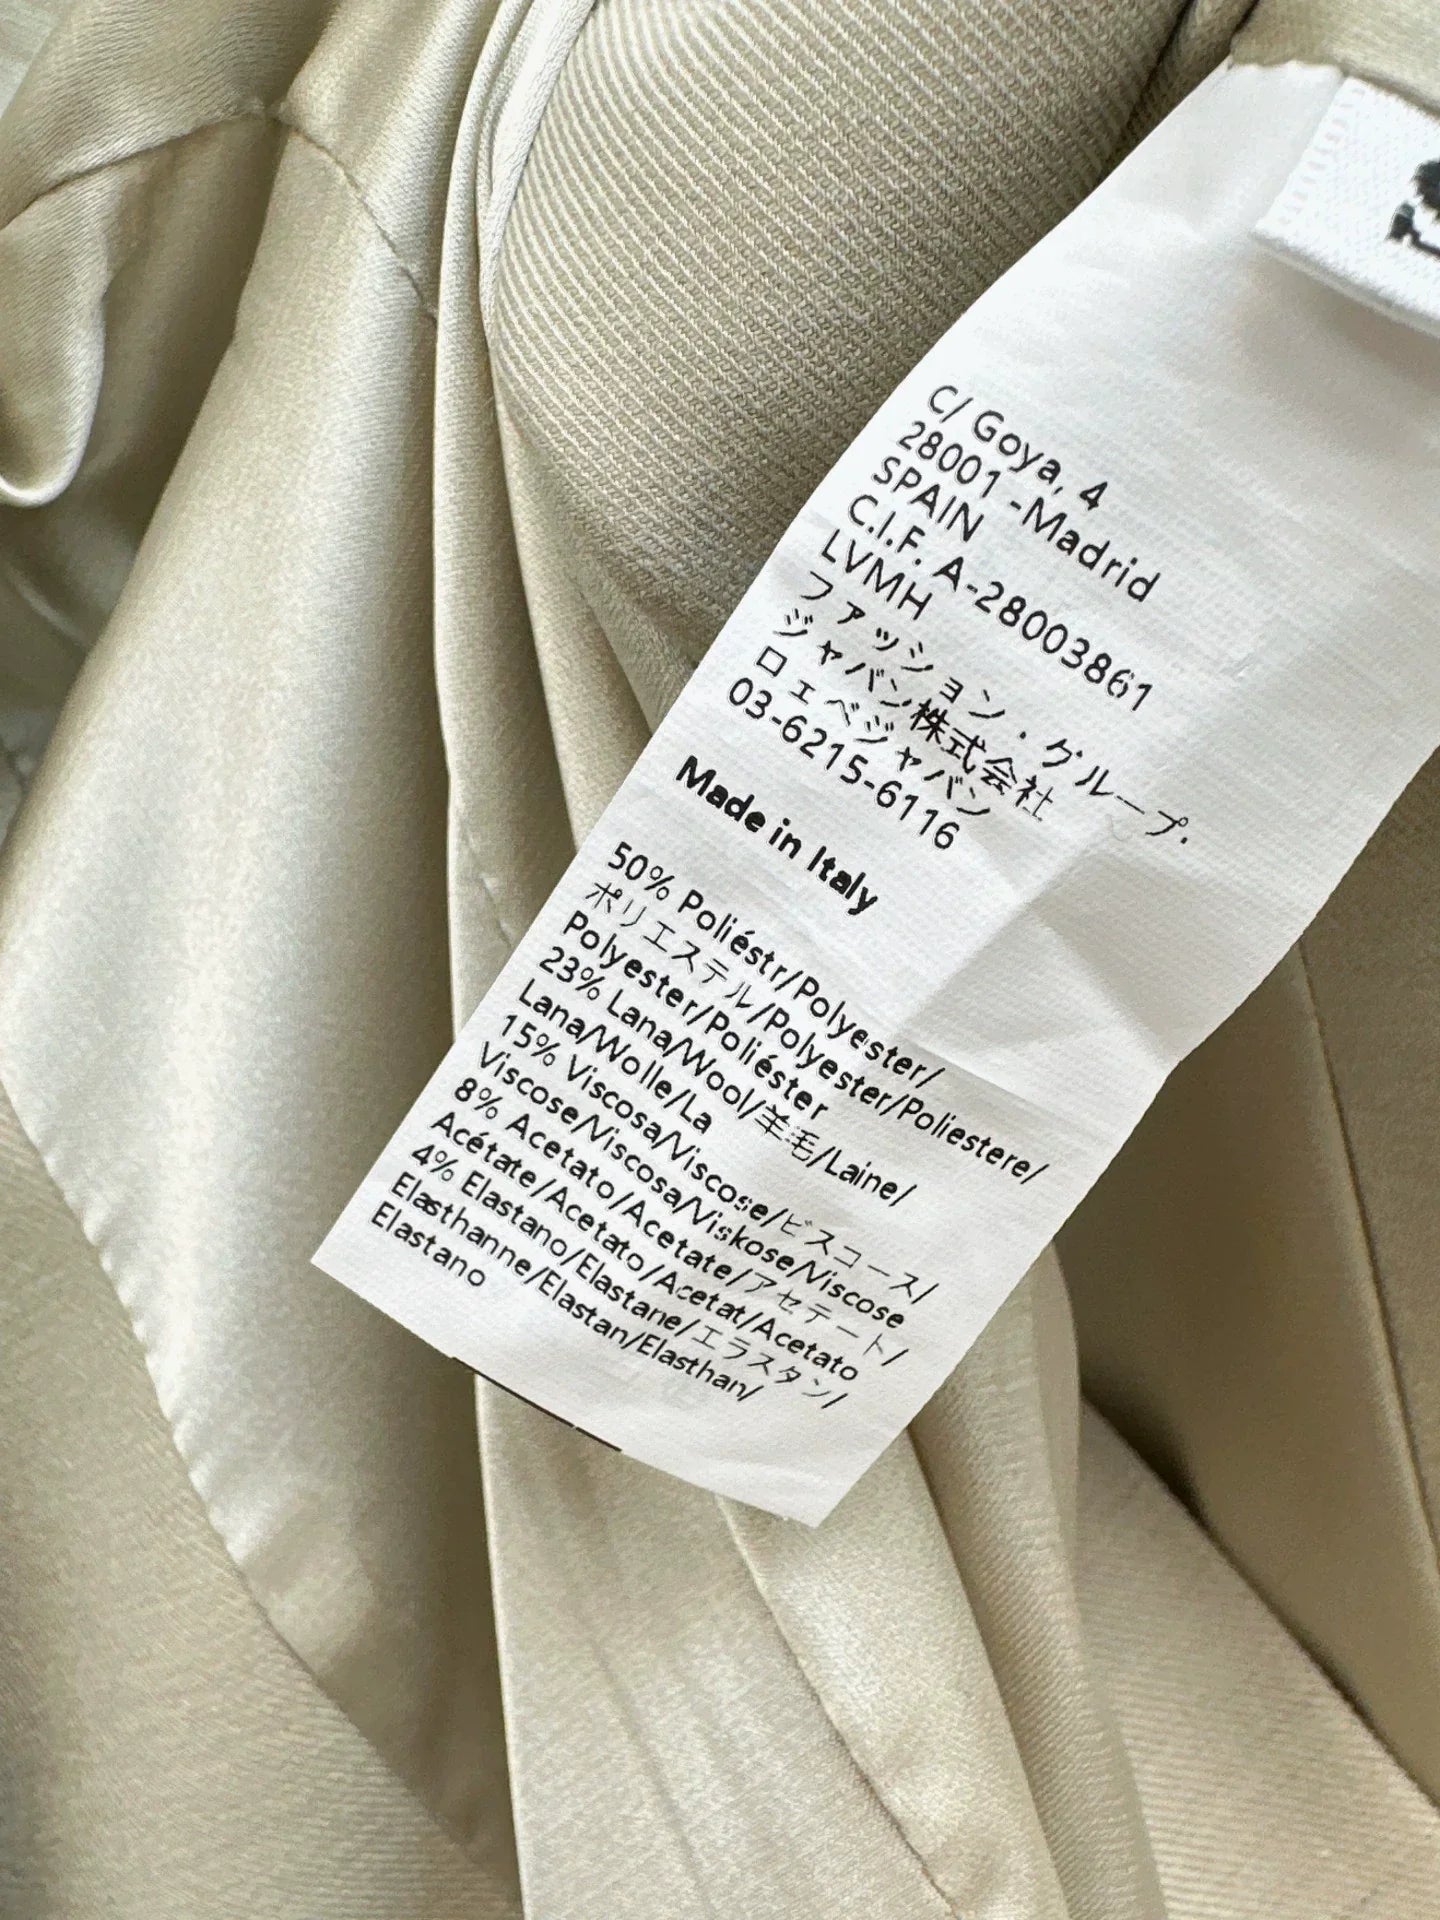 C/ Goya, 4
28001 -Madrid
SPAIN
C.I.F. A-28003861
LVMH
ファッション・グループ.
ジャパン株式会社
ロエベジャパン
03-6215-6116
Made in Italy
50% Poliéstr/Polyester/
ポリエステル/Polyester/Poliestere/
Polyester/Poliéster
23% Lana/Wool/羊毛/Laine/
Lana/Wolle/La
15% Viscosa/Viscose/ビスコース/
Viscose/Viscosa/Viskose/Viscose
8% Acetato/Acetate/アセテート/
Acétate/Acetato/Acetat/Acetato
4% Elastano/Elastane/エラスタン/
Elasthanne/Elastan/Elasthan/
Elastano